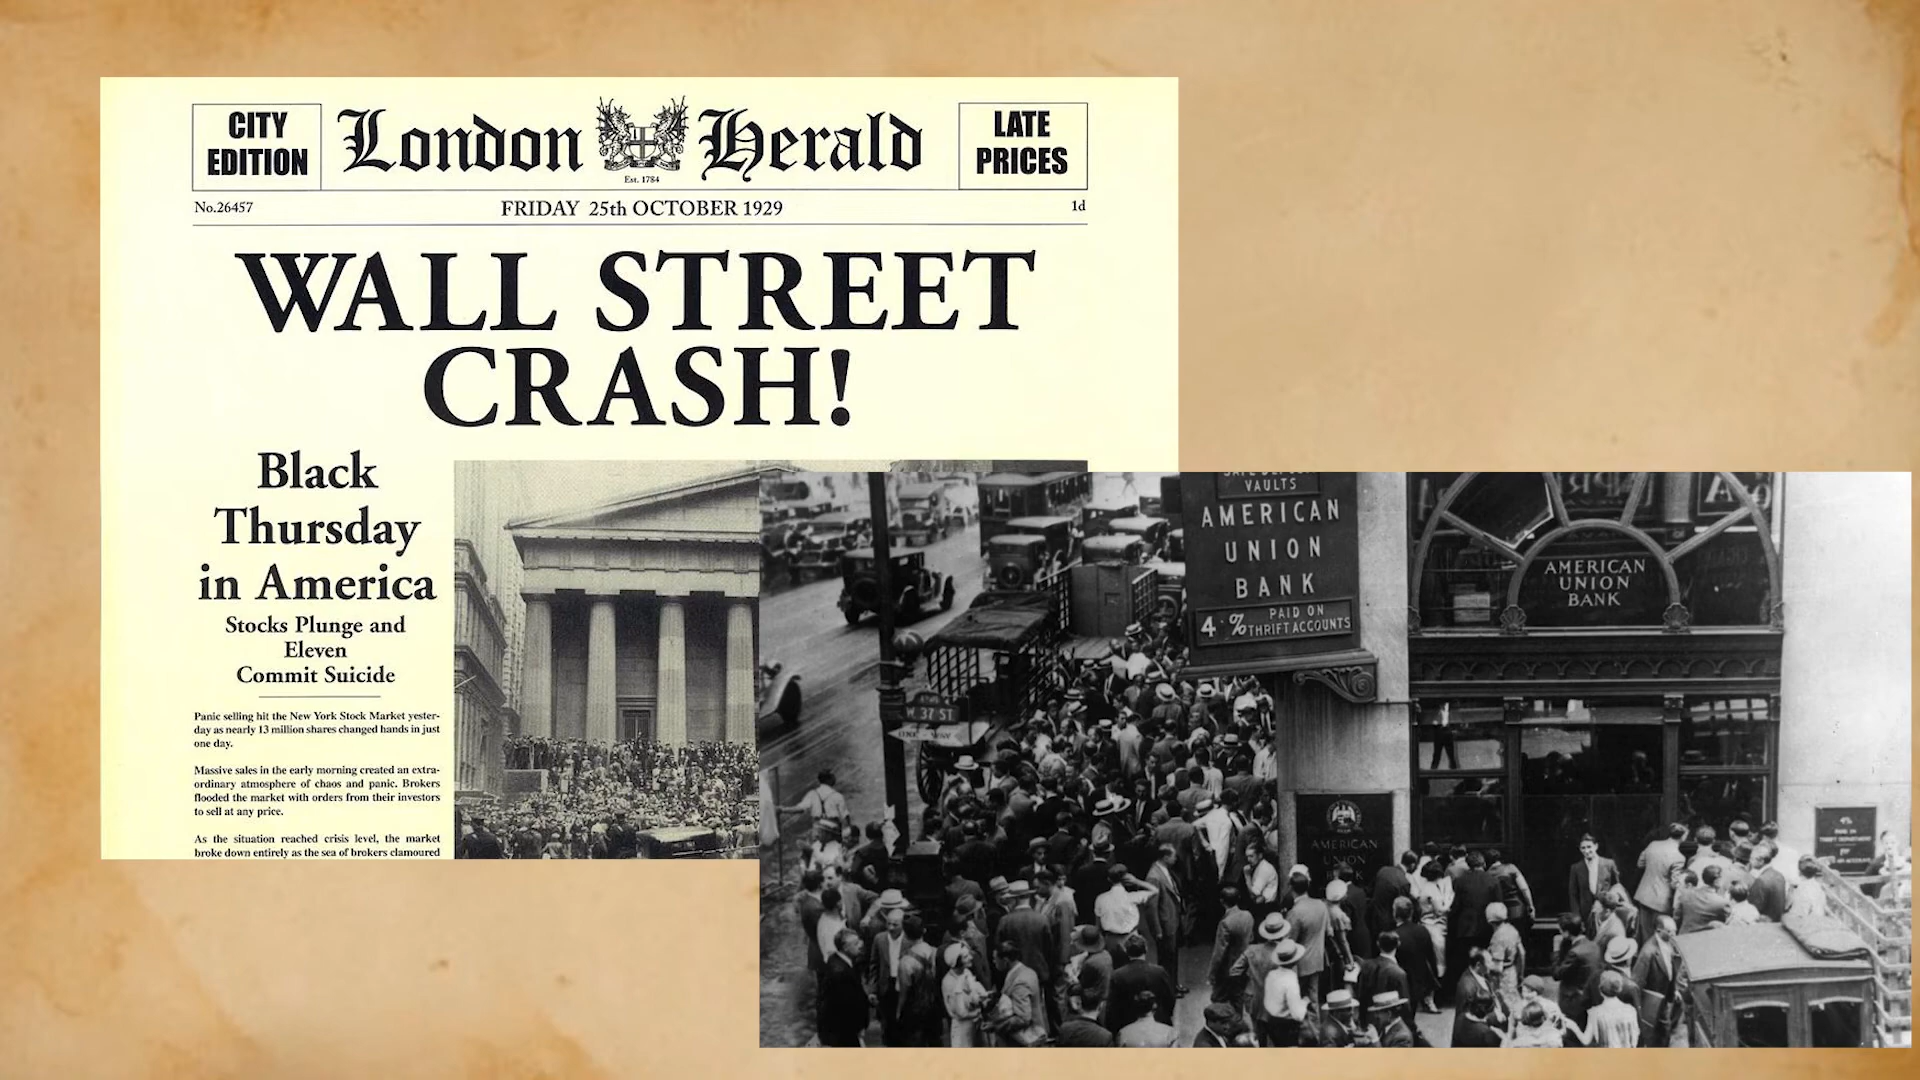 CITY
EDITION
London Herald
Est. 1784
LATE
PRICES
No.26457
FRIDAY 25th OCTOBER 1929
1d
WALL STREET
CRASH!
Black
Thursday
in America
Stocks Plunge and
Eleven
Commit Suicide
Panic selling hit the New York Stock Market yester-
day as nearly 13 million shares changed hands in just
one day.
Massive sales in the early morning created an extra-
ordinary atmosphere of chaos and panic. Brokers
flooded the market with orders from their investors
to sell at any price.
As the situation reached crisis level, the market
broke down entirely as the sea of brokers clamoured
VAULTS
AMERICAN
UNION
BANK
4% PAID ON
THRIFT ACCOUNTS
AMERICAN
UNION
BANK
W. 37 ST
AMERICAN
UNION